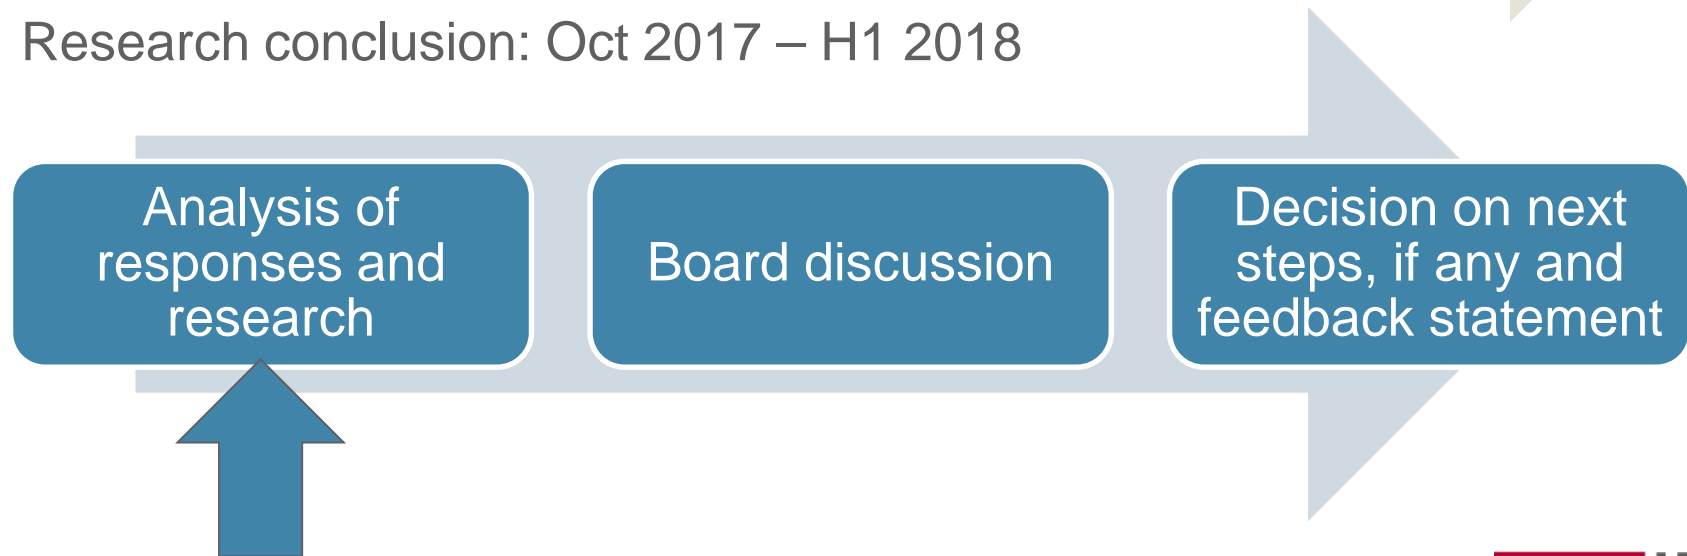 Research conclusion: Oct 2017 – H1 2018
Analysis of
responses and
research
Board discussion
Decision on next
steps, if any and
feedback statement